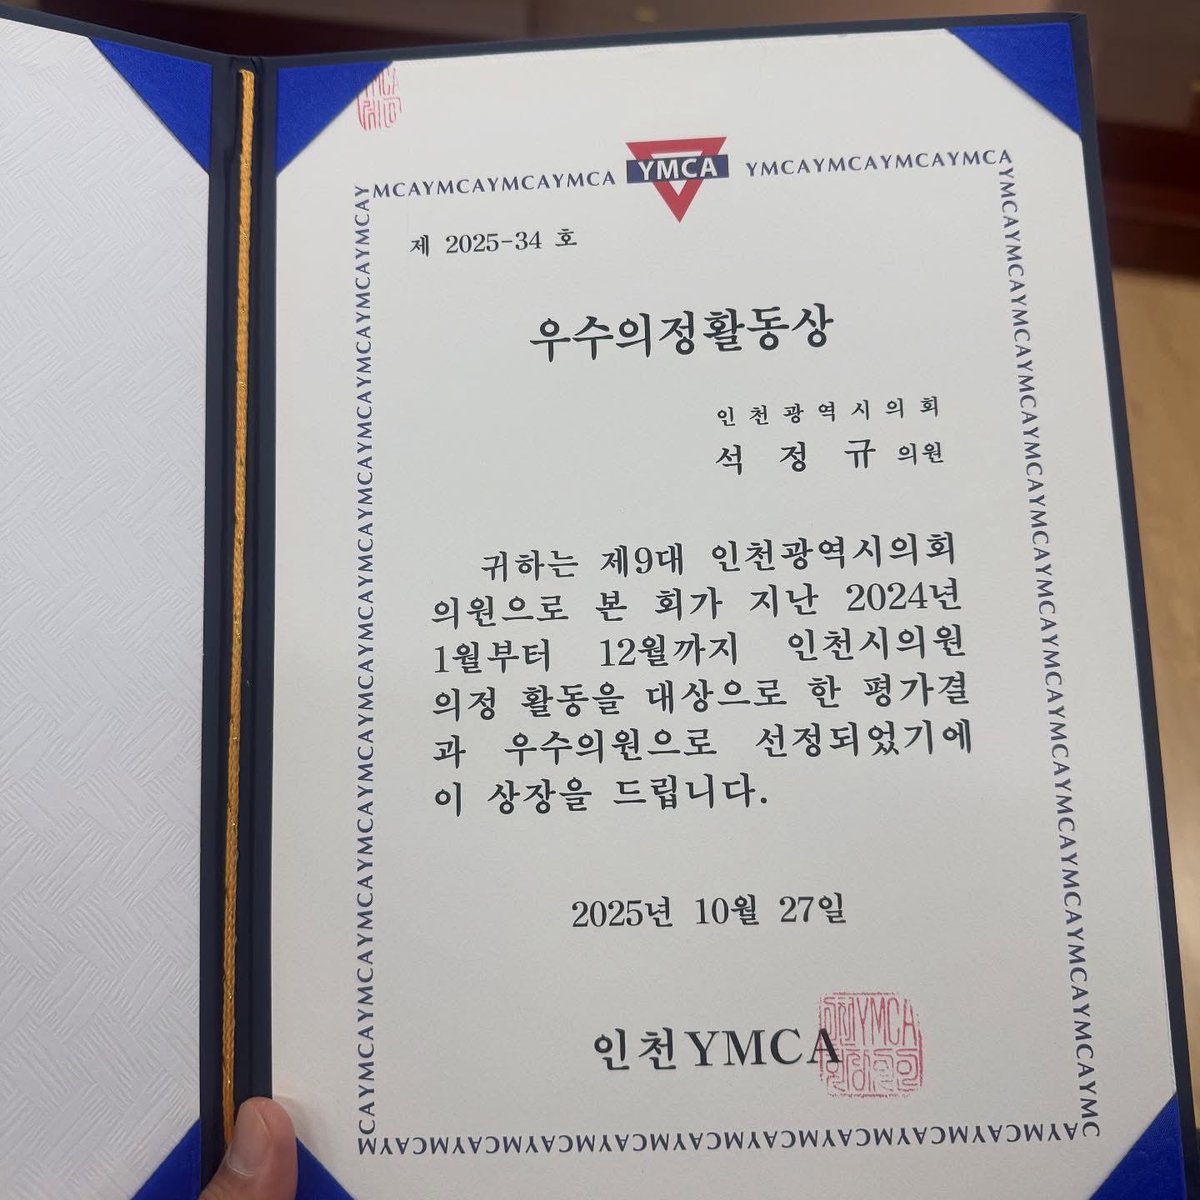 YMCA
MCAYMCAYMCAYMCA YMCA YMCAYMCAYMCAYMCA
제 2025-34 호
우수의정활동상
인천광역시의회
석 정 규 의원
귀하는 제9대 인천광역시의회
의원으로 본 회가 지난 2024년
1월부터 12월까지 인천시의원
의정 활동을 대상으로 한 평가결
과 우수의원으로 선정되었기에
이 상장을 드립니다.
2025년 10월 27일
인천YMCA
YMCA